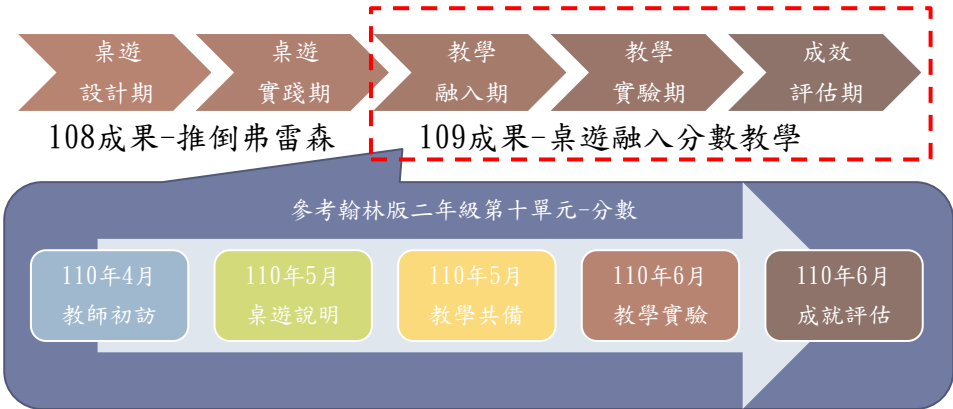 桌遊
設計期
桌遊
實踐期
教學
融入期
教學
實驗期
成效
評估期
108成果-推倒弗雷森
109成果-桌遊融入分數教學
參考翰林版二年級第十單元-分數
110年4月
教師初訪
110年5月
桌遊說明
110年5月
教學共備
110年6月
教學實驗
110年6月
成就評估